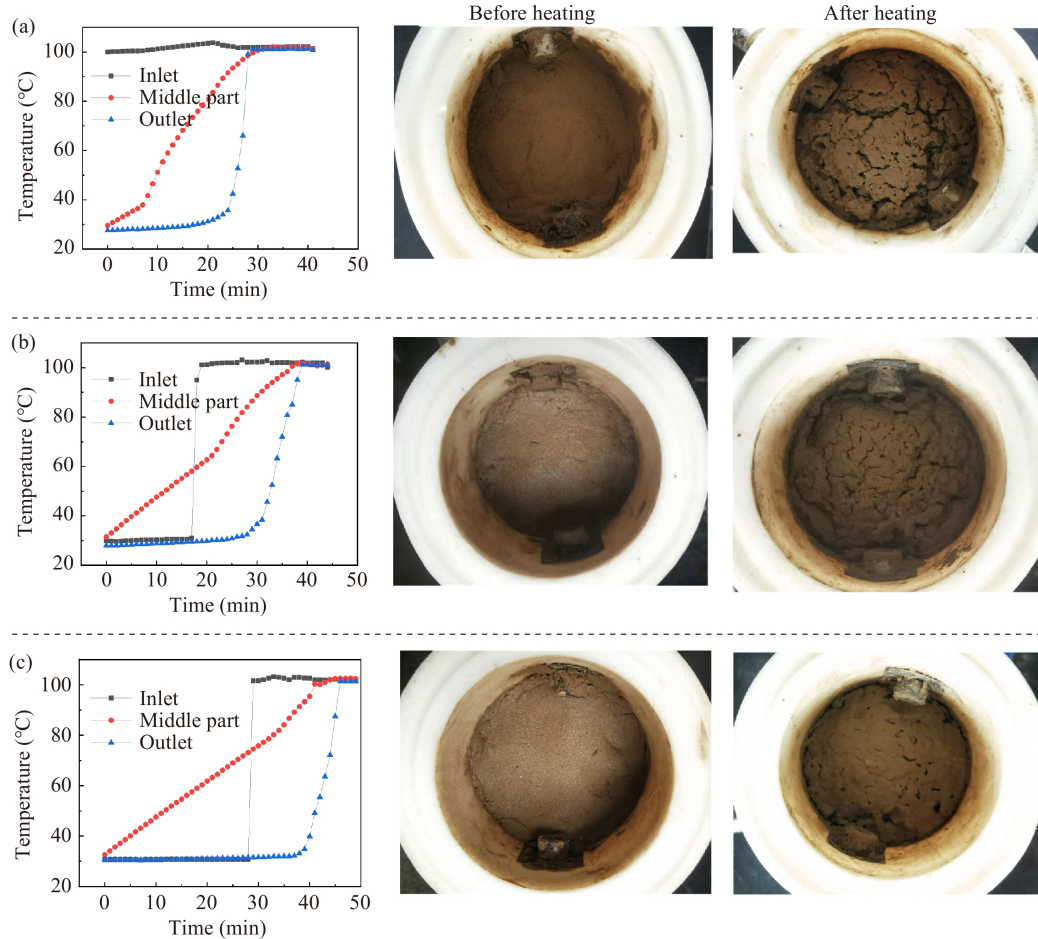 Before heating
After heating
(a)
Temperature (°C)
100
80
60
40
20
Inlet
Middle part
Outlet
0 10 20 30 40 50
Time (min)
(b)
Temperature (°C)
100
80
60
40
20
Inlet
Middle part
Outlet
0 10 20 30 40 50
Time (min)
(c)
Temperature (°C)
100
80
60
40
20
Inlet
Middle part
Outlet
0 10 20 30 40 50
Time (min)